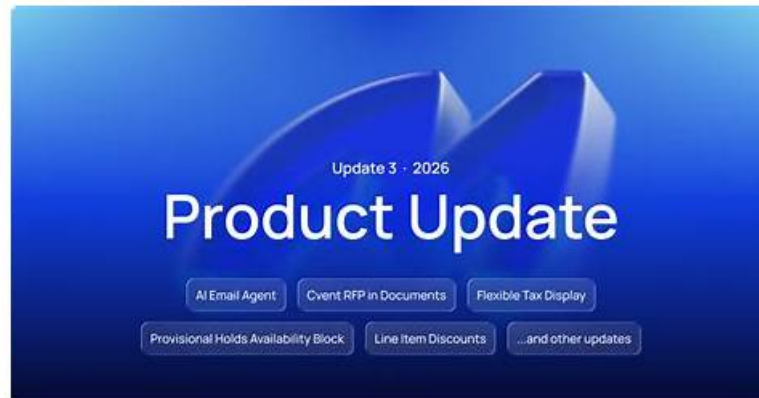 Update 3 · 2026
Product Update
AI Email Agent
Cvent RFP in Documents
Flexible Tax Display
Provisional Holds Availability Block
Line Item Discounts
...and other updates